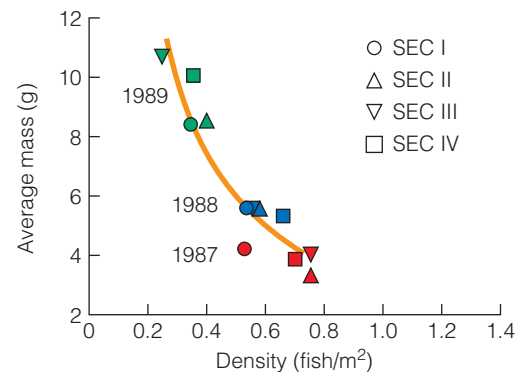 12
10
8
6
4
2
Average mass (g)
1989
1988
1987
SEC I
SEC II
SEC III
SEC IV
0 0.2 0.4 0.6 0.8 1.0 1.2 1.4
Density (fish/m²)